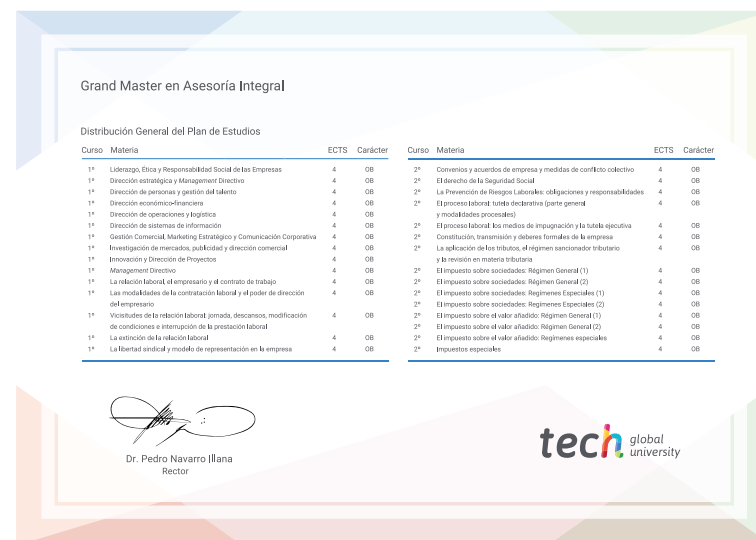 Grand Master en Asesoría Integral
Distribución General del Plan de Estudios
Curso Materia ECTS Carácter
1º Liderazgo, Ética y Responsabilidad Social de las Empresas 4 OB
1º Dirección estratégica y Management Directivo 4 OB
1º Dirección de personas y gestión del talento 4 OB
1º Dirección económico-financiera 4 OB
1º Dirección de operaciones y logística 4 OB
1º Dirección de sistemas de información 4 OB
1º Gestión Comercial, Marketing Estratégico y Comunicación Corporativa 4 OB
1º Investigación de mercados, publicidad y dirección comercial 4 OB
1º Innovación y Dirección de Proyectos 4 OB
1º Management Directivo 4 OB
1º La relación laboral, el empresario y el contrato de trabajo 4 OB
1º Las modalidades de la contratación laboral y el poder de dirección 4 OB
del empresario
1º Vicisitudes de la relación laboral: jornada, descansos, modificación 4 OB
de condiciones e interrupción de la prestación laboral
1º La extinción de la relación laboral 4 OB
1º La libertad sindical y modelo de representación en la empresa 4 OB
Curso Materia ECTS Carácter
2º Convenios y acuerdos de empresa y medidas de conflicto colectivo 4 OB
2º El derecho de la Seguridad Social 4 OB
2º La Prevención de Riesgos Laborales: obligaciones y responsabilidades 4 OB
2º El proceso laboral: tutela declarativa (parte general 4 OB
y modalidades procesales)
2º El proceso laboral: los medios de impugnación y la tutela ejecutiva 4 OB
2º Constitución, transmisión y deberes formales de la empresa 4 OB
2º La aplicación de los tributos, el régimen sancionador tributario 4 OB
y la revisión en materia tributaria
2º El impuesto sobre sociedades: Régimen General (1) 4 OB
2º El impuesto sobre sociedades: Régimen General (2) 4 OB
2º El impuesto sobre sociedades: Regímenes Especiales (1) 4 OB
2º El impuesto sobre sociedades: Regímenes Especiales (2) 4 OB
2º El impuesto sobre el valor añadido: Régimen General (1) 4 OB
2º El impuesto sobre el valor añadido: Régimen General (2) 4 OB
2º El impuesto sobre el valor añadido: Regímenes especiales 4 OB
2º Impuestos especiales 4 OB
Dr. Pedro Navarro Illana
Rector
tech global
university